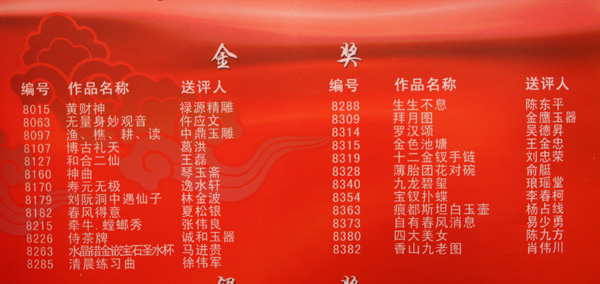 金 奖
编号 作品名称 送评人
8015 黄财神 禄源精雕
8063 无量身妙观音 仵应文
8097 渔、樵、耕、读 中鼎玉雕
8107 博古礼天 葛洪
8127 和合二仙 王磊
8160 神曲 琴玉斋
8170 寿元无极 逸水轩
8179 刘阮洞中遇仙子 林金波
8182 春风得意 夏松银
8215 牵牛.螳螂秀 张伟良
8226 侍茶牌 诚和玉器
8263 水晶错金嵌宝石圣水杯 马进贵
8285 清晨练习曲 徐伟军
编号 作品名称 送评人
8288 生生不息 陈东平
8309 拜月图 金鹰玉器
8314 罗汉颂 吴德昇
8315 金色池塘 王金忠
8319 十二金钗手链 刘忠荣
8328 薄胎团花对碗 俞艇
8340 九龙碧玺 琅瑶堂
8354 宝钗扑蝶 李春柯
8363 痕都斯坦白玉壶 杨占线
8373 自有春风消息 易少勇
8380 四大美女 陈九方
8382 香山九老图 肖伟川